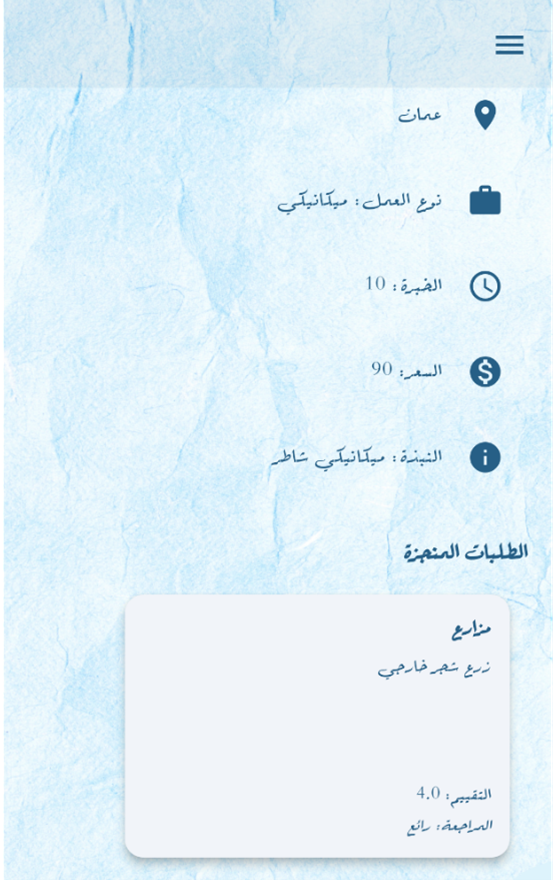 عمان
نوع العمل: ميكانيكي
الخبرة: 10
السعر: 90
النبذة: ميكانيكي شاطر
الطلبات المنجزة
مزارع
زرع شجر خارجي
التقييم: 4.0
المراجعة: رائع